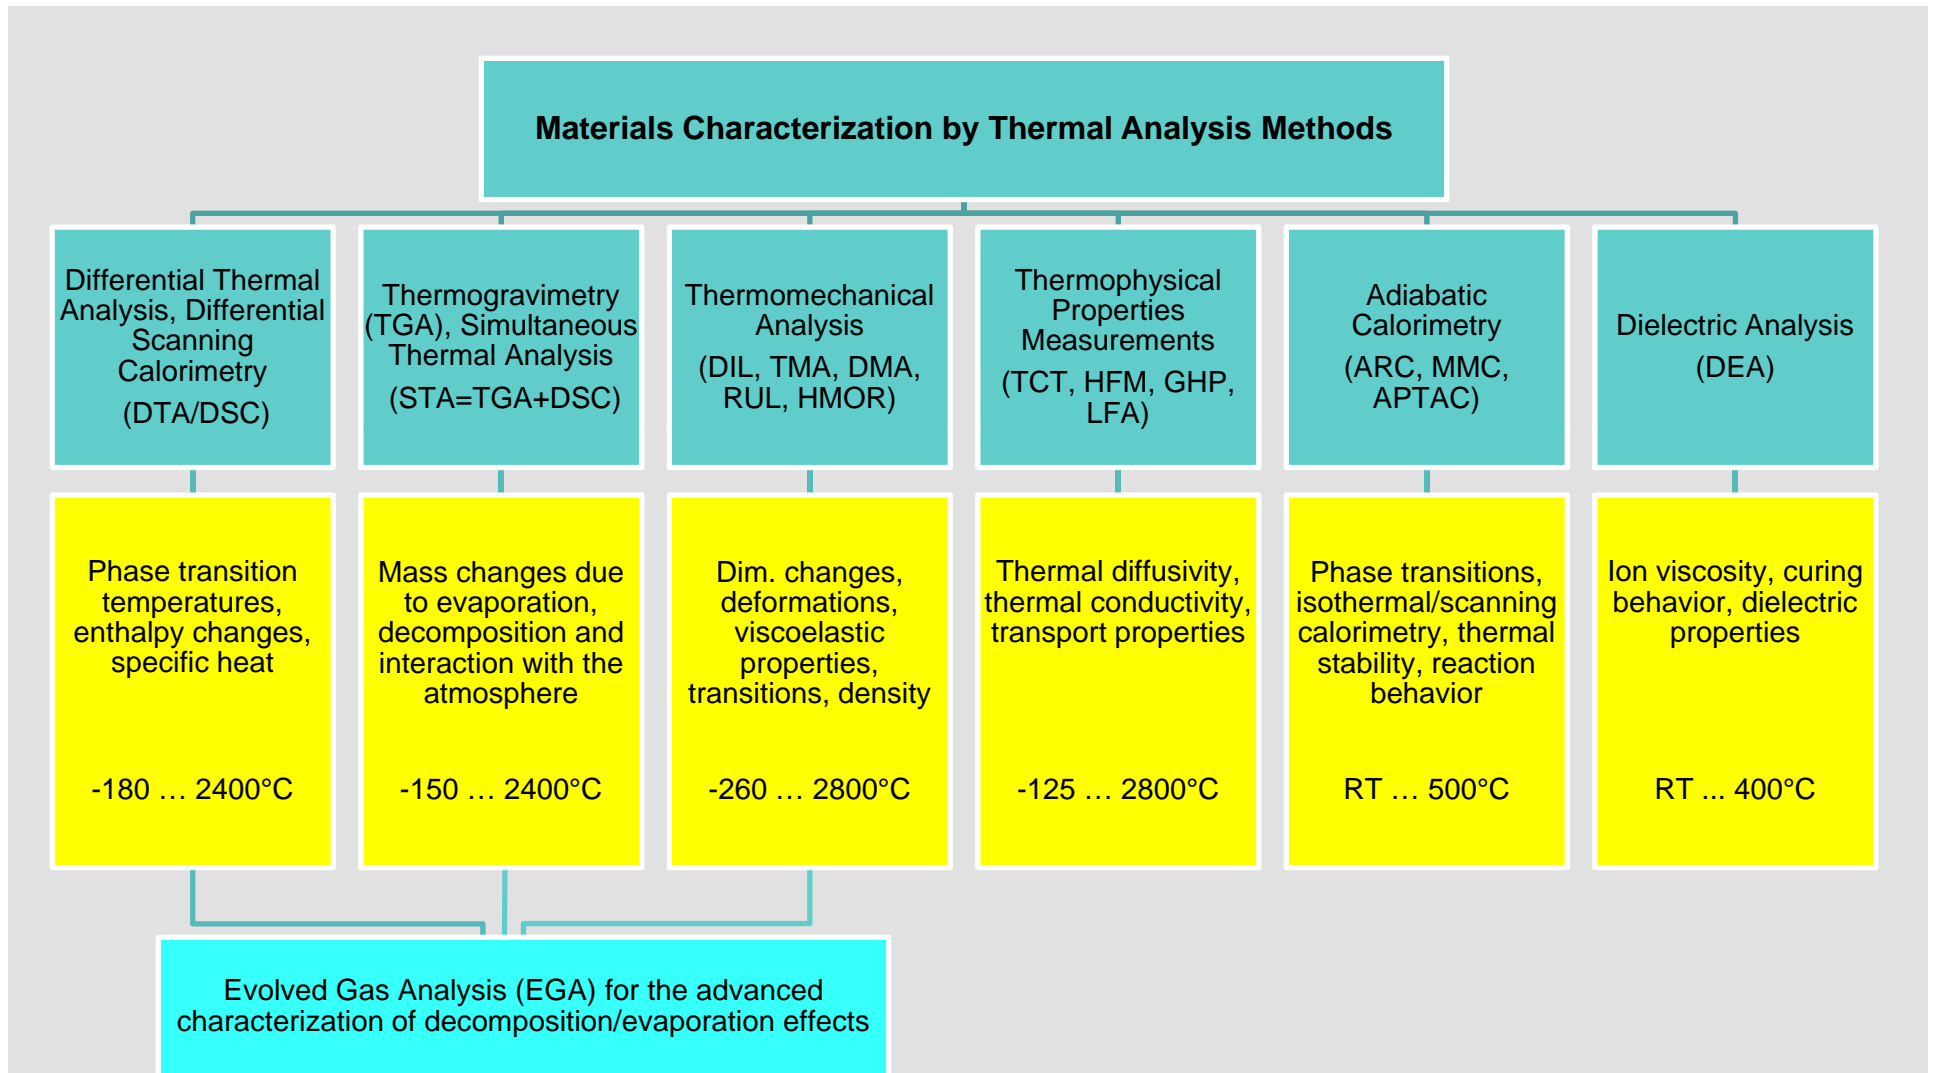 Materials Characterization by Thermal Analysis Methods
Differential Thermal
Analysis, Differential
Scanning
Calorimetry
(DTA/DSC)
Thermogravimetry
(TGA), Simultaneous
Thermal Analysis
(STA=TGA+DSC)
Thermomechanical
Analysis
(DIL, TMA, DMA,
RUL, HMOR)
Thermophysical
Properties
Measurements
(TCT, HFM, GHP,
LFA)
Adiabatic
Calorimetry
(ARC, MMC,
APTAC)
Dielectric Analysis
(DEA)
Phase transition
temperatures,
enthalpy changes,
specific heat
-180 … 2400°C
Mass changes due
to evaporation,
decomposition and
interaction with the
atmosphere
-150 … 2400°C
Dim. changes,
deformations,
viscoelastic
properties,
transitions, density
-260 … 2800°C
Thermal diffusivity,
thermal conductivity,
transport properties
-125 … 2800°C
Phase transitions,
isothermal/scanning
calorimetry, thermal
stability, reaction
behavior
RT … 500°C
Ion viscosity, curing
behavior, dielectric
properties
RT ... 400°C
Evolved Gas Analysis (EGA) for the advanced
characterization of decomposition/evaporation effects